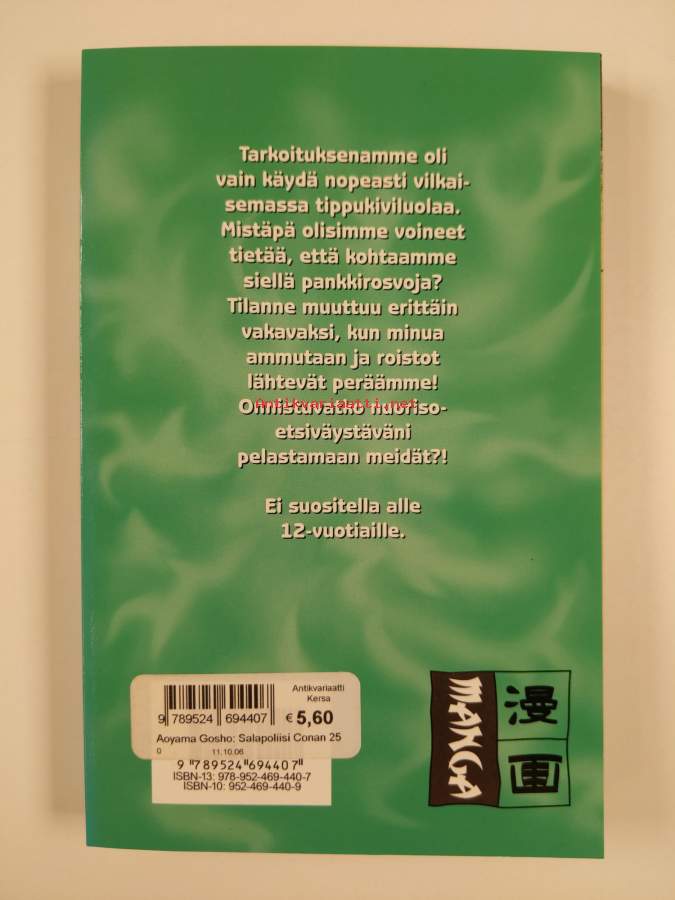 Tarkoituksenamme oli
vain käydä nopeasti vilkai-
semassa tippukiviluolaa.
Mistäpä olisimme voineet
tietää, että kohtaamme
siellä pankkirosvoja?
Tilanne muuttuu erittäin
vakavaksi, kun minua
ammutaan ja roistot
lähtevät peräämme!
Antikvariaatti.net
Onnistuvatko nuoriso-
etsiväystäväni
pelastamaan meidät?!
Ei suositella alle
12-vuotiaille.
Antikvariaatti
Kersa
9 789524 694407 € 5,60
Aoyama Gosho: Salapoliisi Conan 25
0 11.10.06
9 789524 694407
ISBN-13: 978-952-469-440-7
ISBN-10: 952-469-440-9
MANGA
漫画